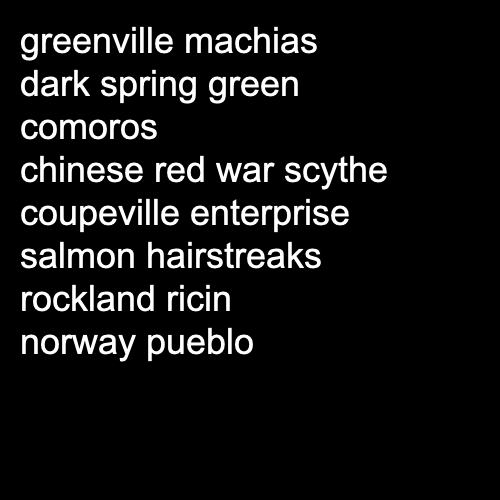 greenville machias
dark spring green
comoros
chinese red war scythe
coupeville enterprise
salmon hairstreaks
rockland ricin
norway pueblo